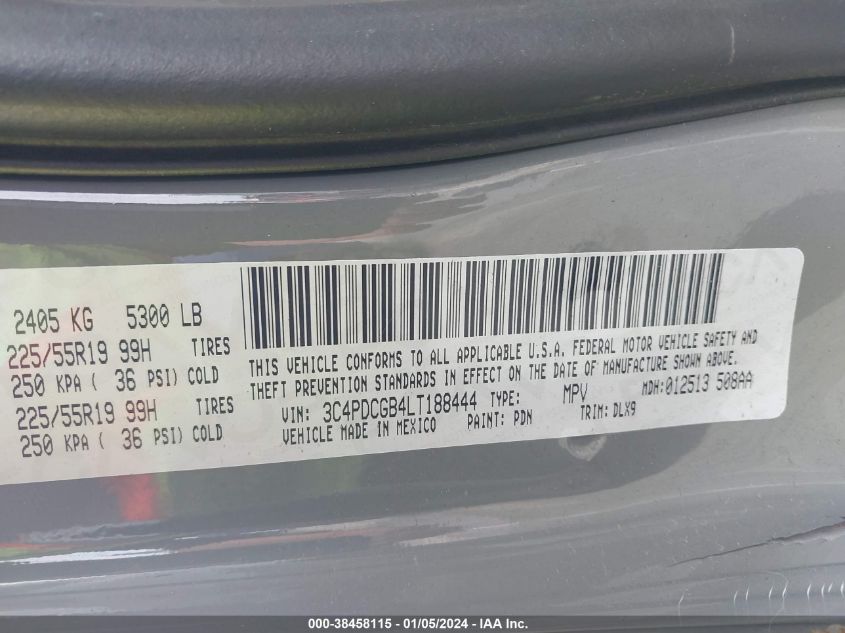 2405 KG 5300 LB
225/55R19 99H TIRES
250 KPA ( 36 PSI) COLD
225/55R19 99H TIRES
250 KPA ( 36 PSI) COLD
THIS VEHICLE CONFORMS TO ALL APPLICABLE U.S.A. FEDERAL MOTOR VEHICLE SAFETY AND
THEFT PREVENTION STANDARDS IN EFFECT ON THE DATE OF MANUFACTURE SHOWN ABOVE.
VIN: 3C4PDCGB4LT188444 TYPE: MPV MDH: 012513 508AA
VEHICLE MADE IN MEXICO PAINT: PDN TRIM: DLX9
000-38458115 - 01/05/2024 - IAA Inc.